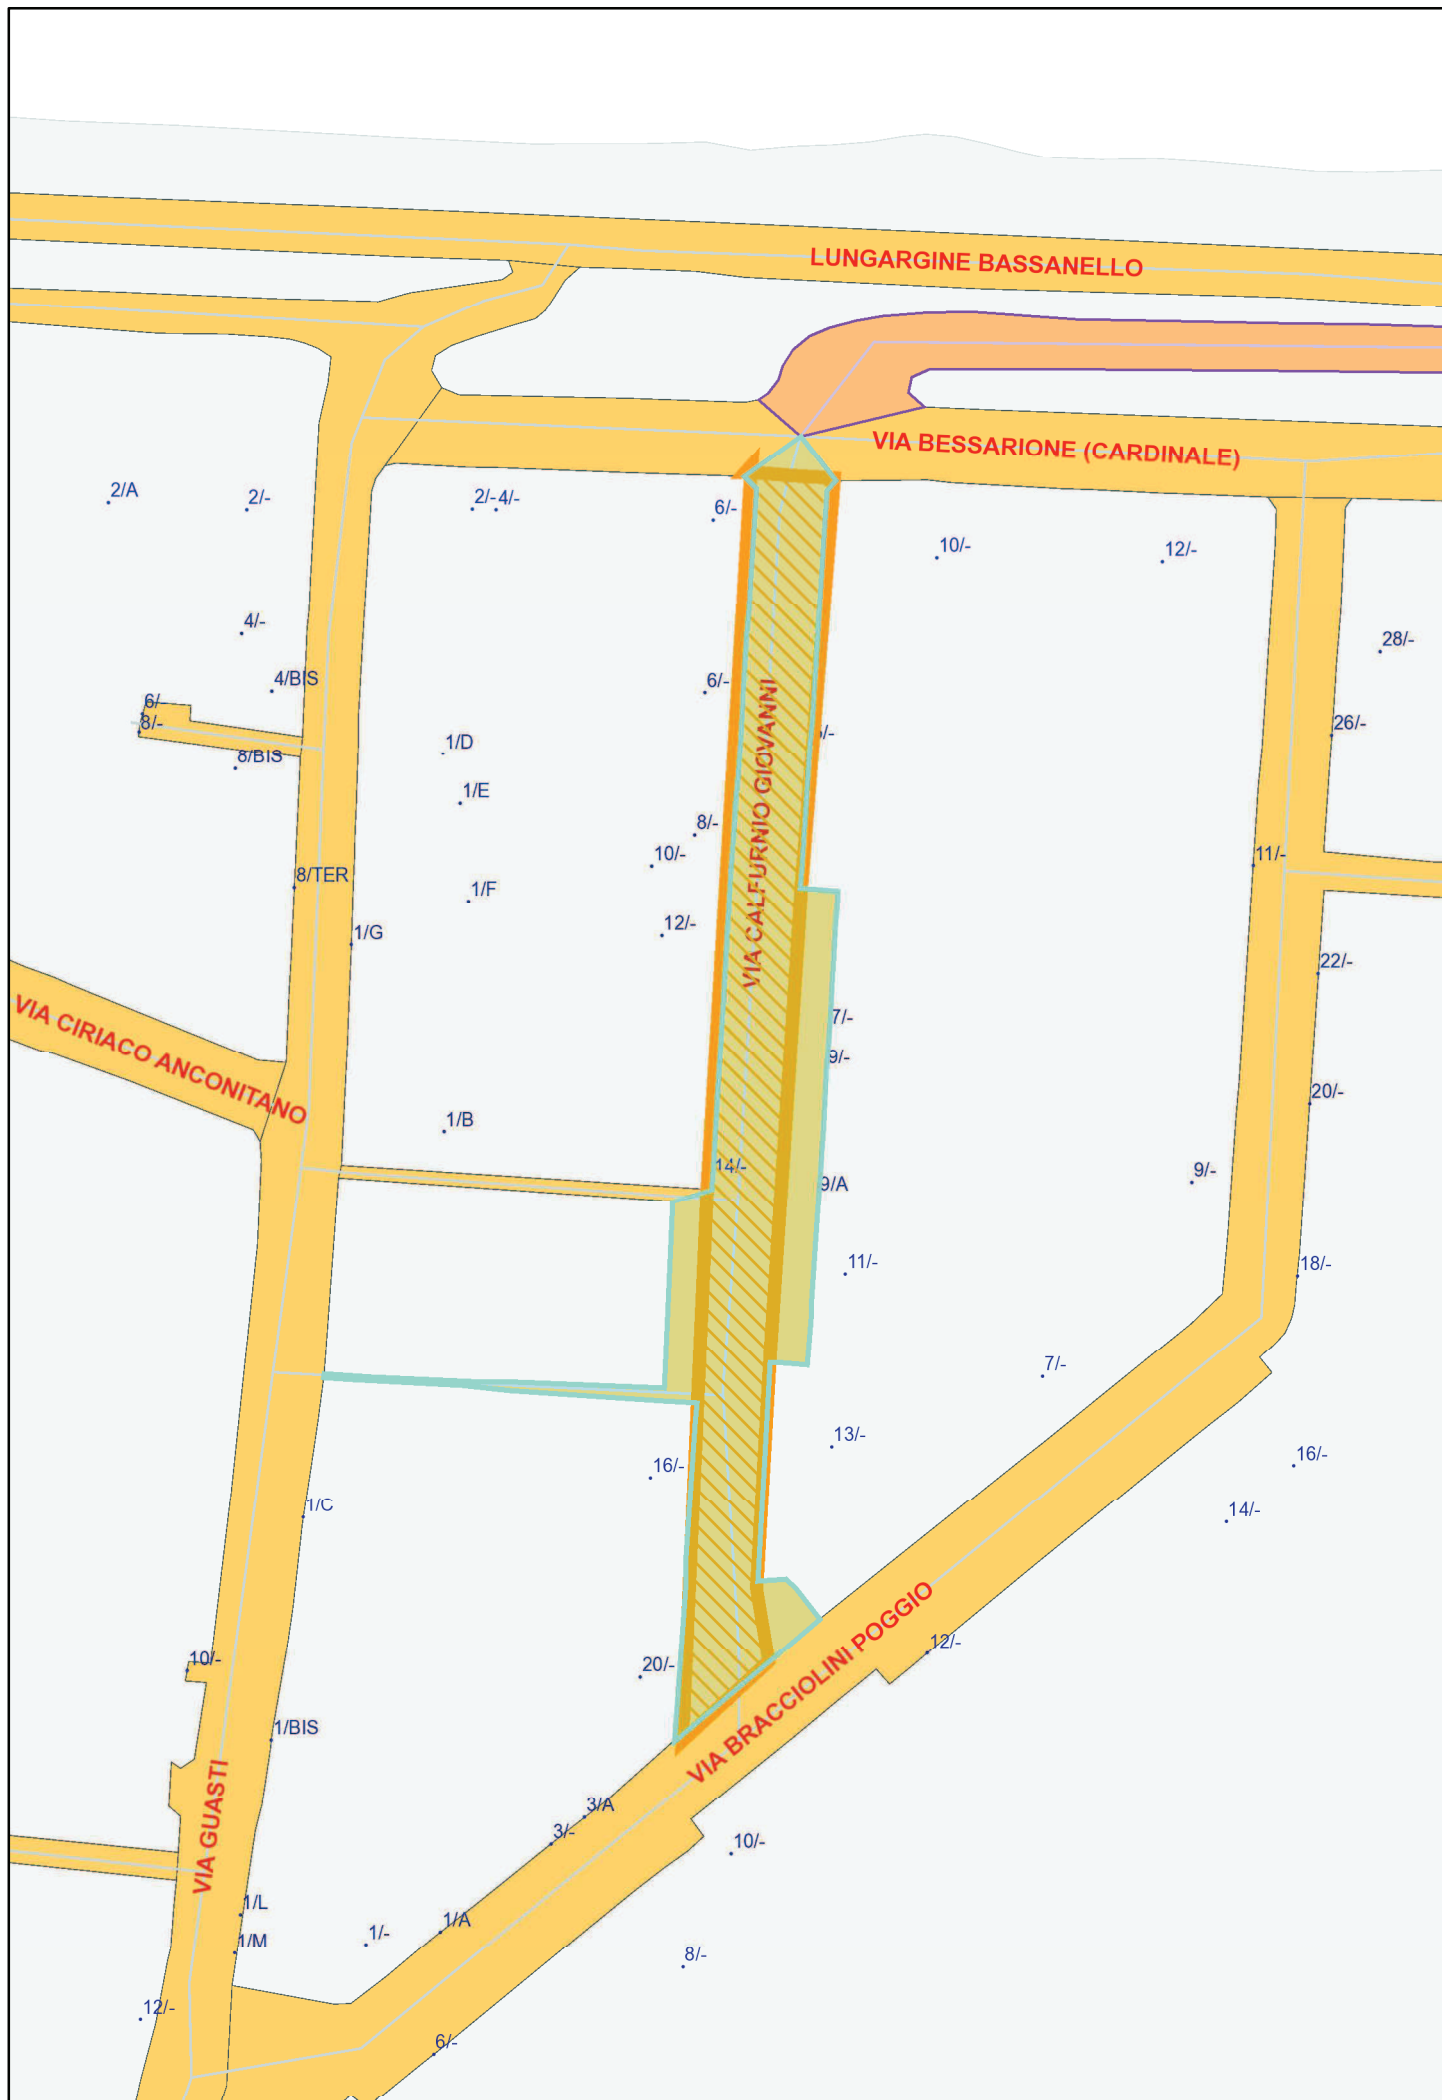 LUNGARGINE BASSANELLO
VIA BESSARIONE (CARDINALE)
2/A
2/-
2/-4/-
6/-
10/-
12/-
4/-
28/-
4/BIS
6/-
6/-
8/-
26/-
/-
1/D
8/BIS
1/E
VIA CALFURNIO GIOVANNI
8/-
10/-
11/-
8/TER
1/F
12/-
1/G
22/-
VIA CIRIACO ANCONITANO
7/-
9/-
20/-
1/B
14/-
9/A
9/-
11/-
18/-
7/-
13/-
16/-
16/-
1/C
14/-
VIA BRACCIOLINI POGGIO
12/-
10/-
20/-
1/BIS
VIA GUASTI
3/A
3/-
10/-
1/L
1/M
1/-
1/A
8/-
12/-
6/-